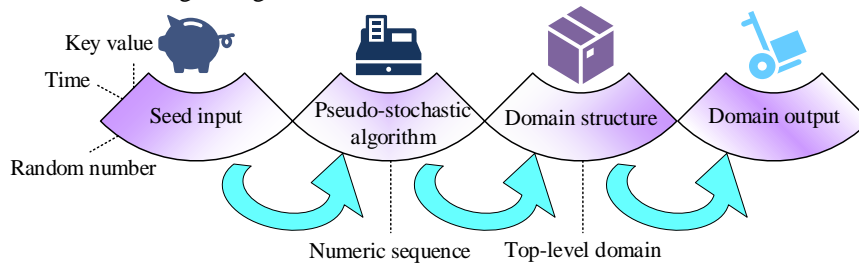 Key value
Time
Random number
Seed input
Pseudo-stochastic
algorithm
Domain structure
Domain output
Numeric sequence
Top-level domain